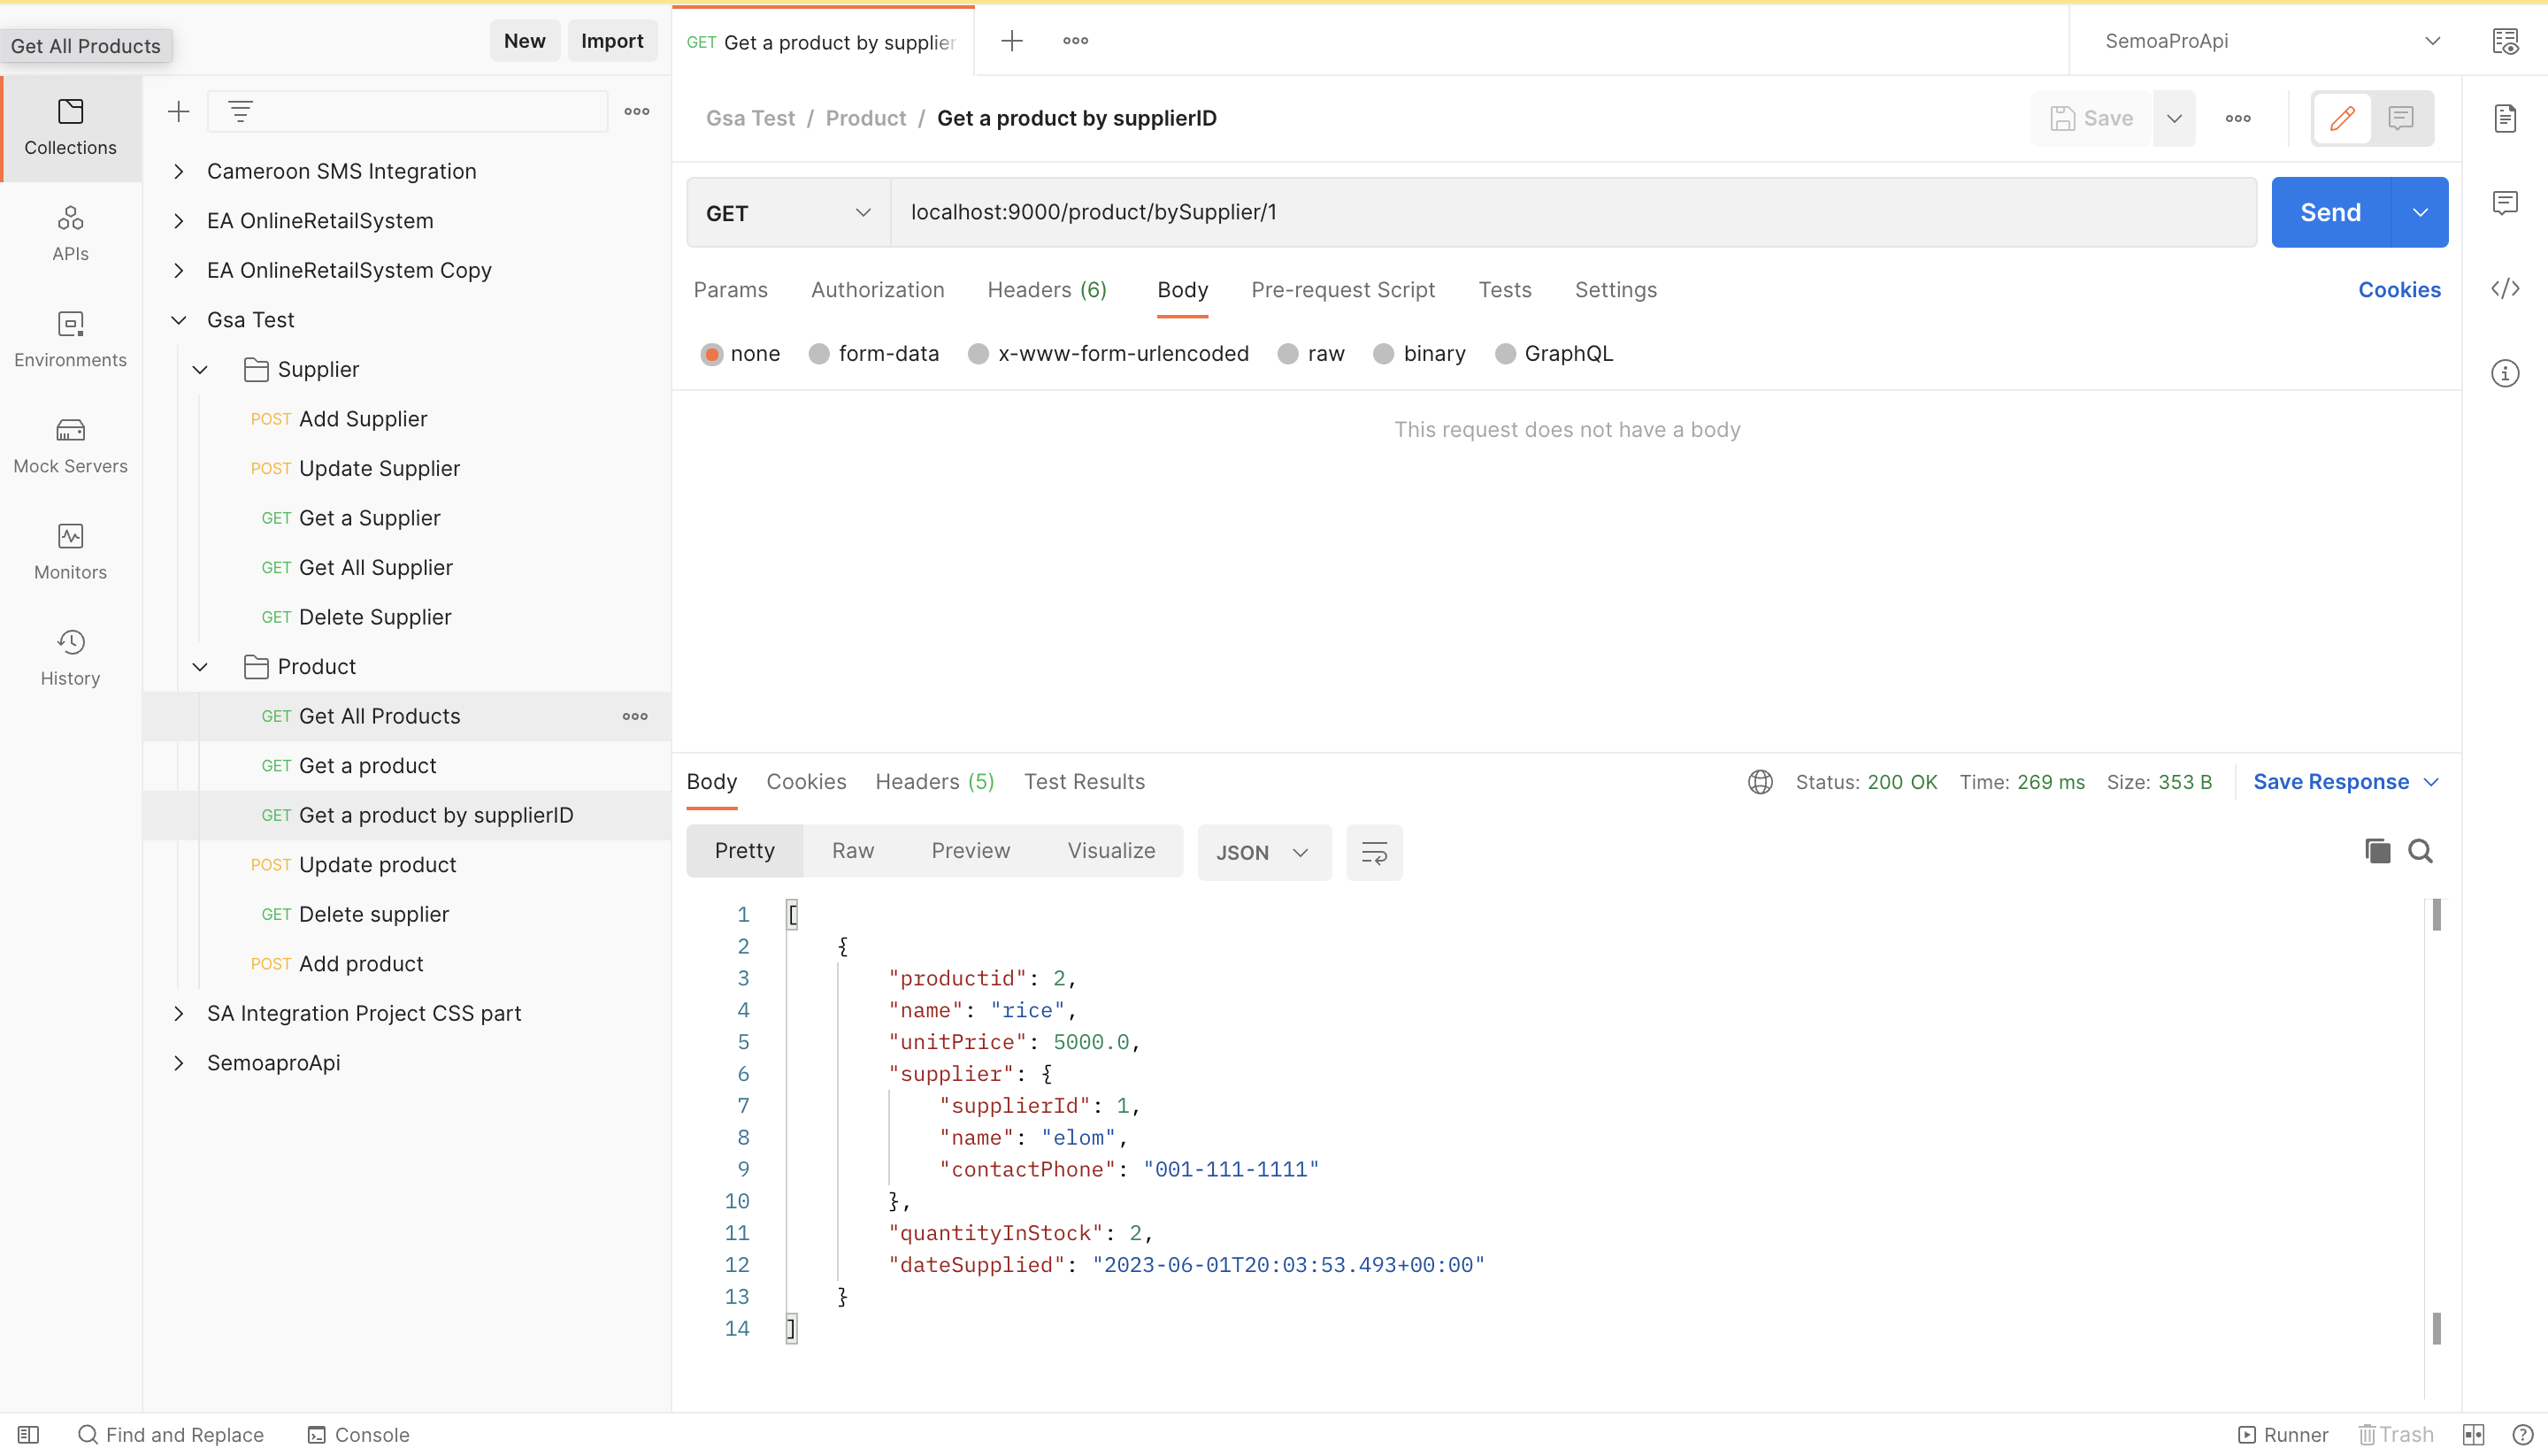 Get All Products
New Import
GET Get a product by supplier
SemoaProApi
Collections
APIs
Environments
Mock Servers
Monitors
History
Cameroon SMS Integration
EA OnlineRetailSystem
EA OnlineRetailSystem Copy
Gsa Test
Supplier
POST Add Supplier
POST Update Supplier
GET Get a Supplier
GET Get All Supplier
GET Delete Supplier
Product
GET Get All Products
GET Get a product
GET Get a product by supplierID
POST Update product
GET Delete supplier
POST Add product
SA Integration Project CSS part
SemoaproApi
Gsa Test / Product / Get a product by supplierID
Save
GET localhost:9000/product/bySupplier/1
Send
Params Authorization Headers (6) Body Pre-request Script Tests Settings Cookies
none form-data x-www-form-urlencoded raw binary GraphQL
This request does not have a body
Body Cookies Headers (5) Test Results
Status: 200 OK Time: 269 ms Size: 353 B Save Response
Pretty Raw Preview Visualize JSON
1 [
2 {
3 "productid": 2,
4 "name": "rice",
5 "unitPrice": 5000.0,
6 "supplier": {
7 "supplierId": 1,
8 "name": "elom",
9 "contactPhone": "001-111-1111"
10 },
11 "quantityInStock": 2,
12 "dateSupplied": "2023-06-01T20:03:53.493+00:00"
13 }
14 ]
Find and Replace Console
Runner Trash